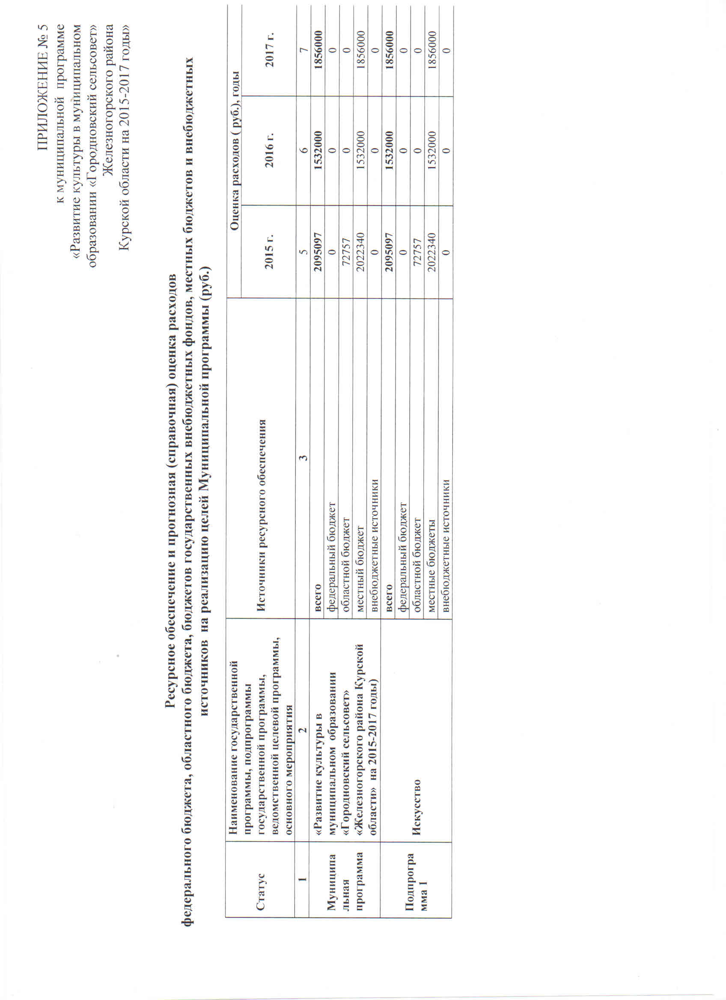 ПРИЛОЖЕНИЕ № 5
к муниципальной программе
«Развитие культуры в муниципальном
образовании «Городновский сельсовет»
Железногорского района
Курской области на 2015-2017 годы»
Ресурсное обеспечение и прогнозная (справочная) оценка расходов
федерального бюджета, областного бюджета, бюджетов государственных внебюджетных фондов, местных бюджетов и внебюджетных
источников на реализацию целей Муниципальной программы (руб.)
Статус
Наименование государственной
программы, подпрограммы
государственной программы,
ведомственной целевой программы,
основного мероприятия
Источники ресурсного обеспечения
Оценка расходов ( руб.), годы
2015 г. 2016 г. 2017 г.
1 2 3 5 6 7
Муниципа
льная
программа
«Развитие культуры в
муниципальном образовании
«Городновский сельсовет»
«Железногорского района Курской
области» на 2015-2017 годы)
всего 2095097 1532000 1856000
федеральный бюджет 0 0 0
областной бюджет 72757 0 0
местный бюджет 2022340 1532000 1856000
внебюджетные источники 0 0 0
Подпрогра
мма 1
Искусство
всего 2095097 1532000 1856000
федеральный бюджет 0 0 0
областной бюджет 72757 0 0
местные бюджеты 2022340 1532000 1856000
внебюджетные источники 0 0 0